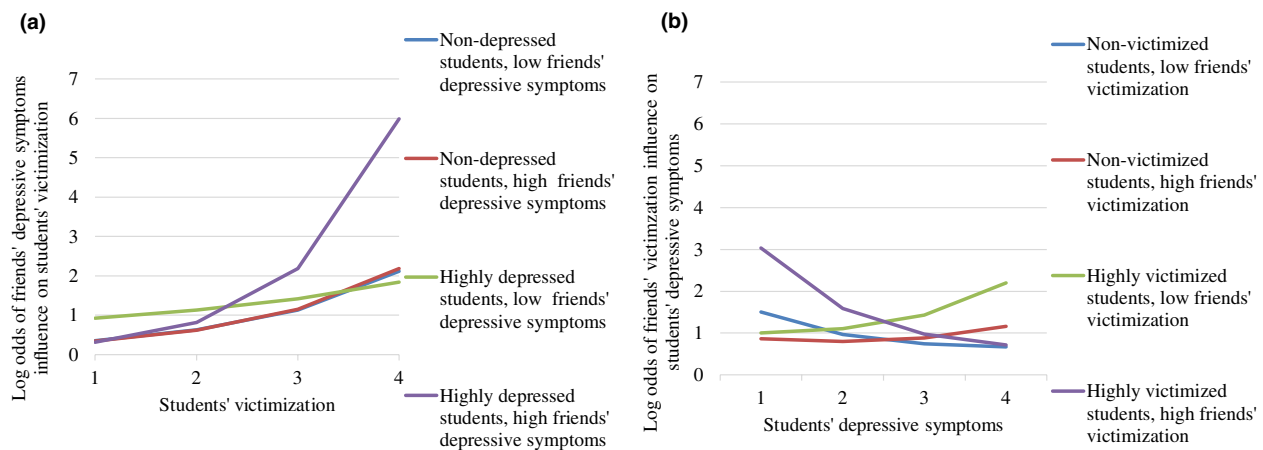 (a)
Log odds of friends' depressive symptoms
influence on students' victimization
7
6
5
4
3
2
1
0
1 2 3 4
Students' victimization
Non-depressed
students, low friends'
depressive symptoms
Non-depressed
students, high friends'
depressive symptoms
Highly depressed
students, low friends'
depressive symptoms
Highly depressed
students, high friends'
depressive symptoms
(b)
Log odds of friends' victimzation influence on
students' depressive symptoms
7
6
5
4
3
2
1
0
1 2 3 4
Students' depressive symptoms
Non-victimized
students, low friends'
victimization
Non-victimized
students, high friends'
victimization
Highly victimized
students, low friends'
victimization
Highly victimized
students, high friends'
victimization